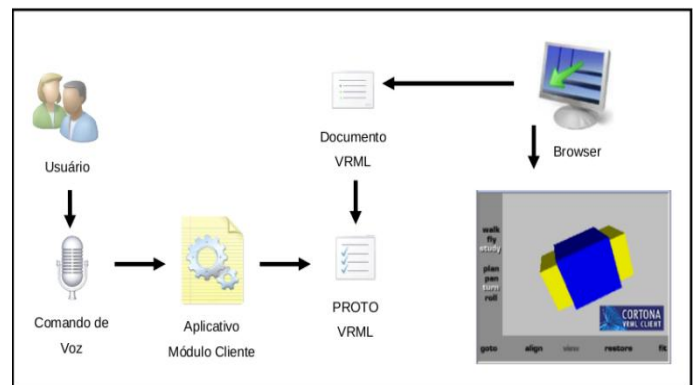 Usuário
Documento
VRML
Browser
Comando de
Voz
Aplicativo
Módulo Cliente
PROTO
VRML
walk
fly
study
plan
pan
turn
roll
CORTONA
VRML CLIENT
goto align view restore fit